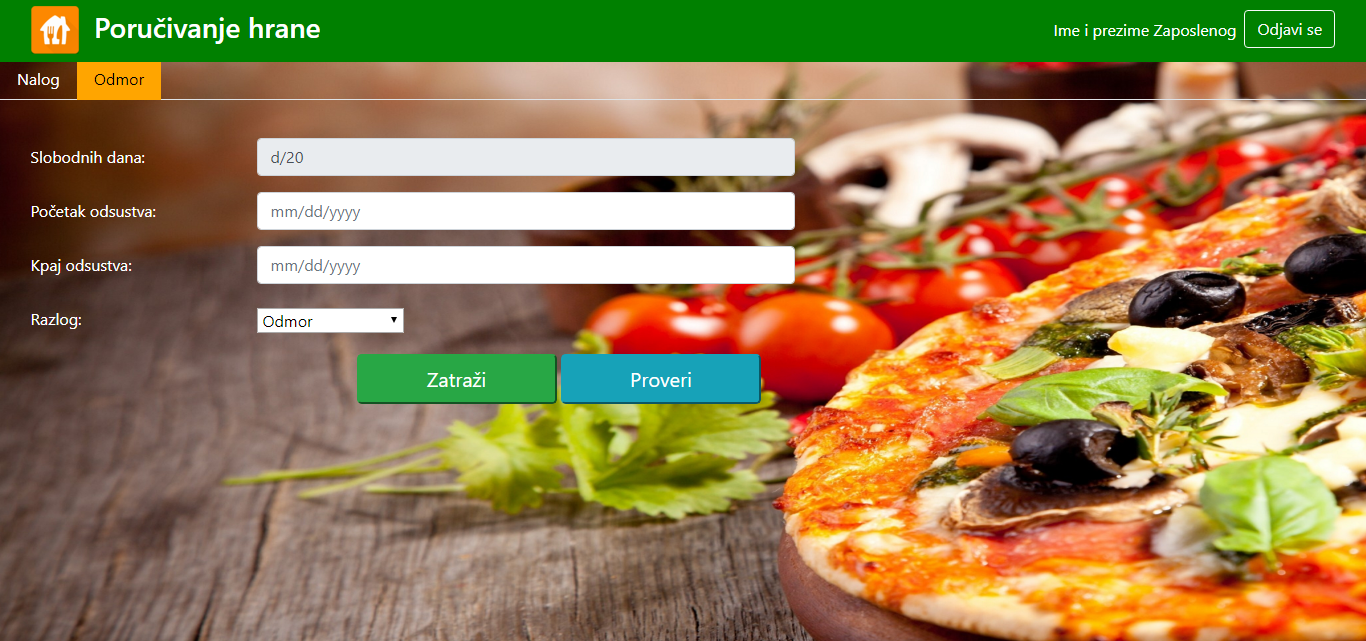 Poručivanje hrane
Ime i prezime Zaposlenog Odjavi se
Nalog Odmor
Slobodnih dana: d/20
Početak odsustva: mm/dd/yyyy
Kpaj odsustva: mm/dd/yyyy
Razlog: Odmor
Zatraži Proveri